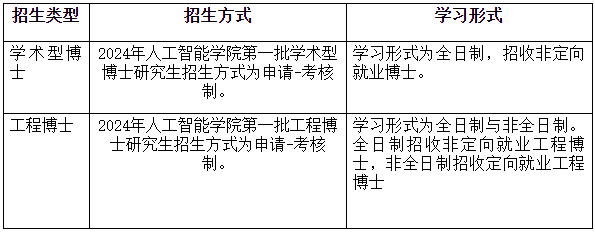 招生类型 招生方式 学习形式
学术型博 2024年人工智能学院第一批学术型 学习形式为全日制，招收非定向
士 博士研究生招生方式为申请-考核 就业博士。
制。
工程博士 2024年人工智能学院第一批工程博 学习形式为全日制与非全日制。
士研究生招生方式为申请-考核 全日制招收非定向就业工程博
制。 士，非全日制招收定向就业工程
博士